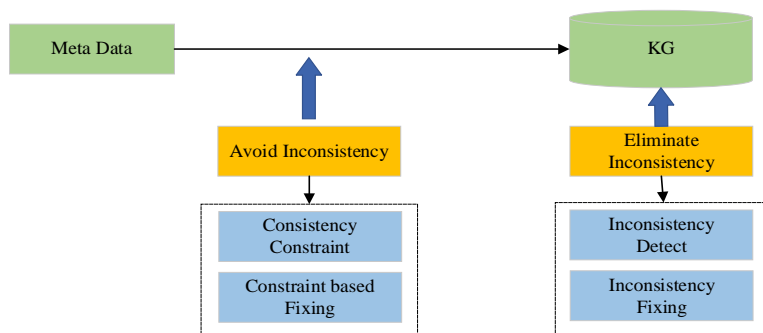 Meta Data
KG
Avoid Inconsistency
Eliminate
Inconsistency
Consistency
Constraint
Constraint based
Fixing
Inconsistency
Detect
Inconsistency
Fixing